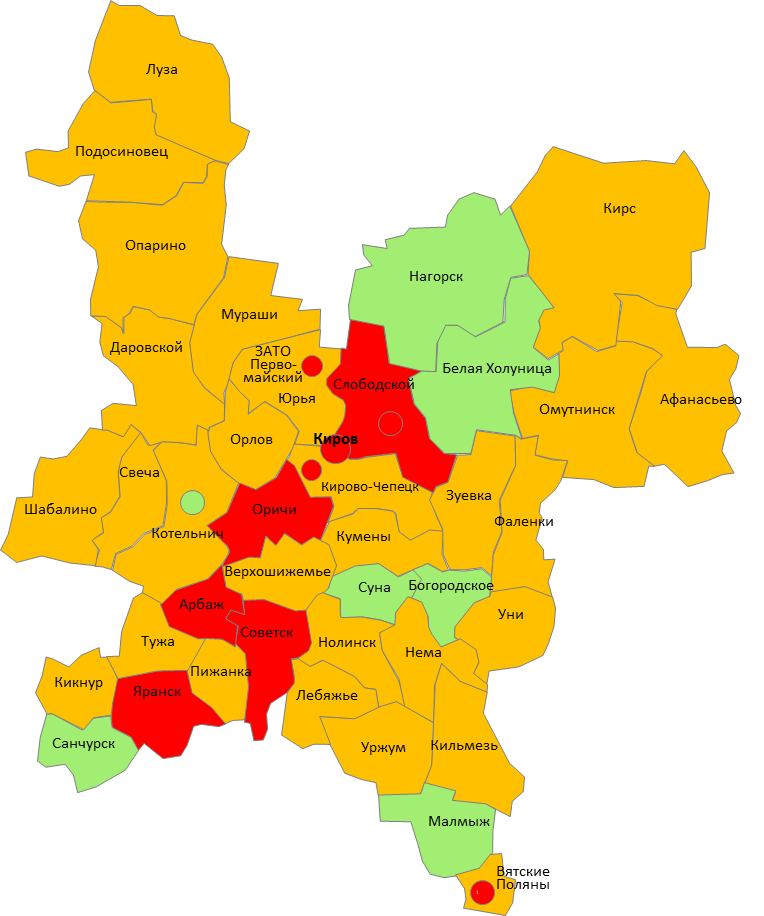 Луза
Подосиновец
Кирс
Опарино
Нагорск
Мураши
Даровской
ЗАТО
Перво-
майский
Белая Холуница
Слободской
Юрья
Афанасьево
Омутнинск
Орлов
Киров
Свеча
Кирово-Чепецк
Зуевка
Шабалино
Оричи
Фаленки
Котельнич
Кумены
Верхошижемье
Суна
Богородское
Арбаж
Уни
Советск
Тужа
Нолинск
Нема
Пижанка
Кикнур
Яранск
Лебяжье
Санчурск
Уржум
Кильмезь
Малмыж
Вятские
Поляны